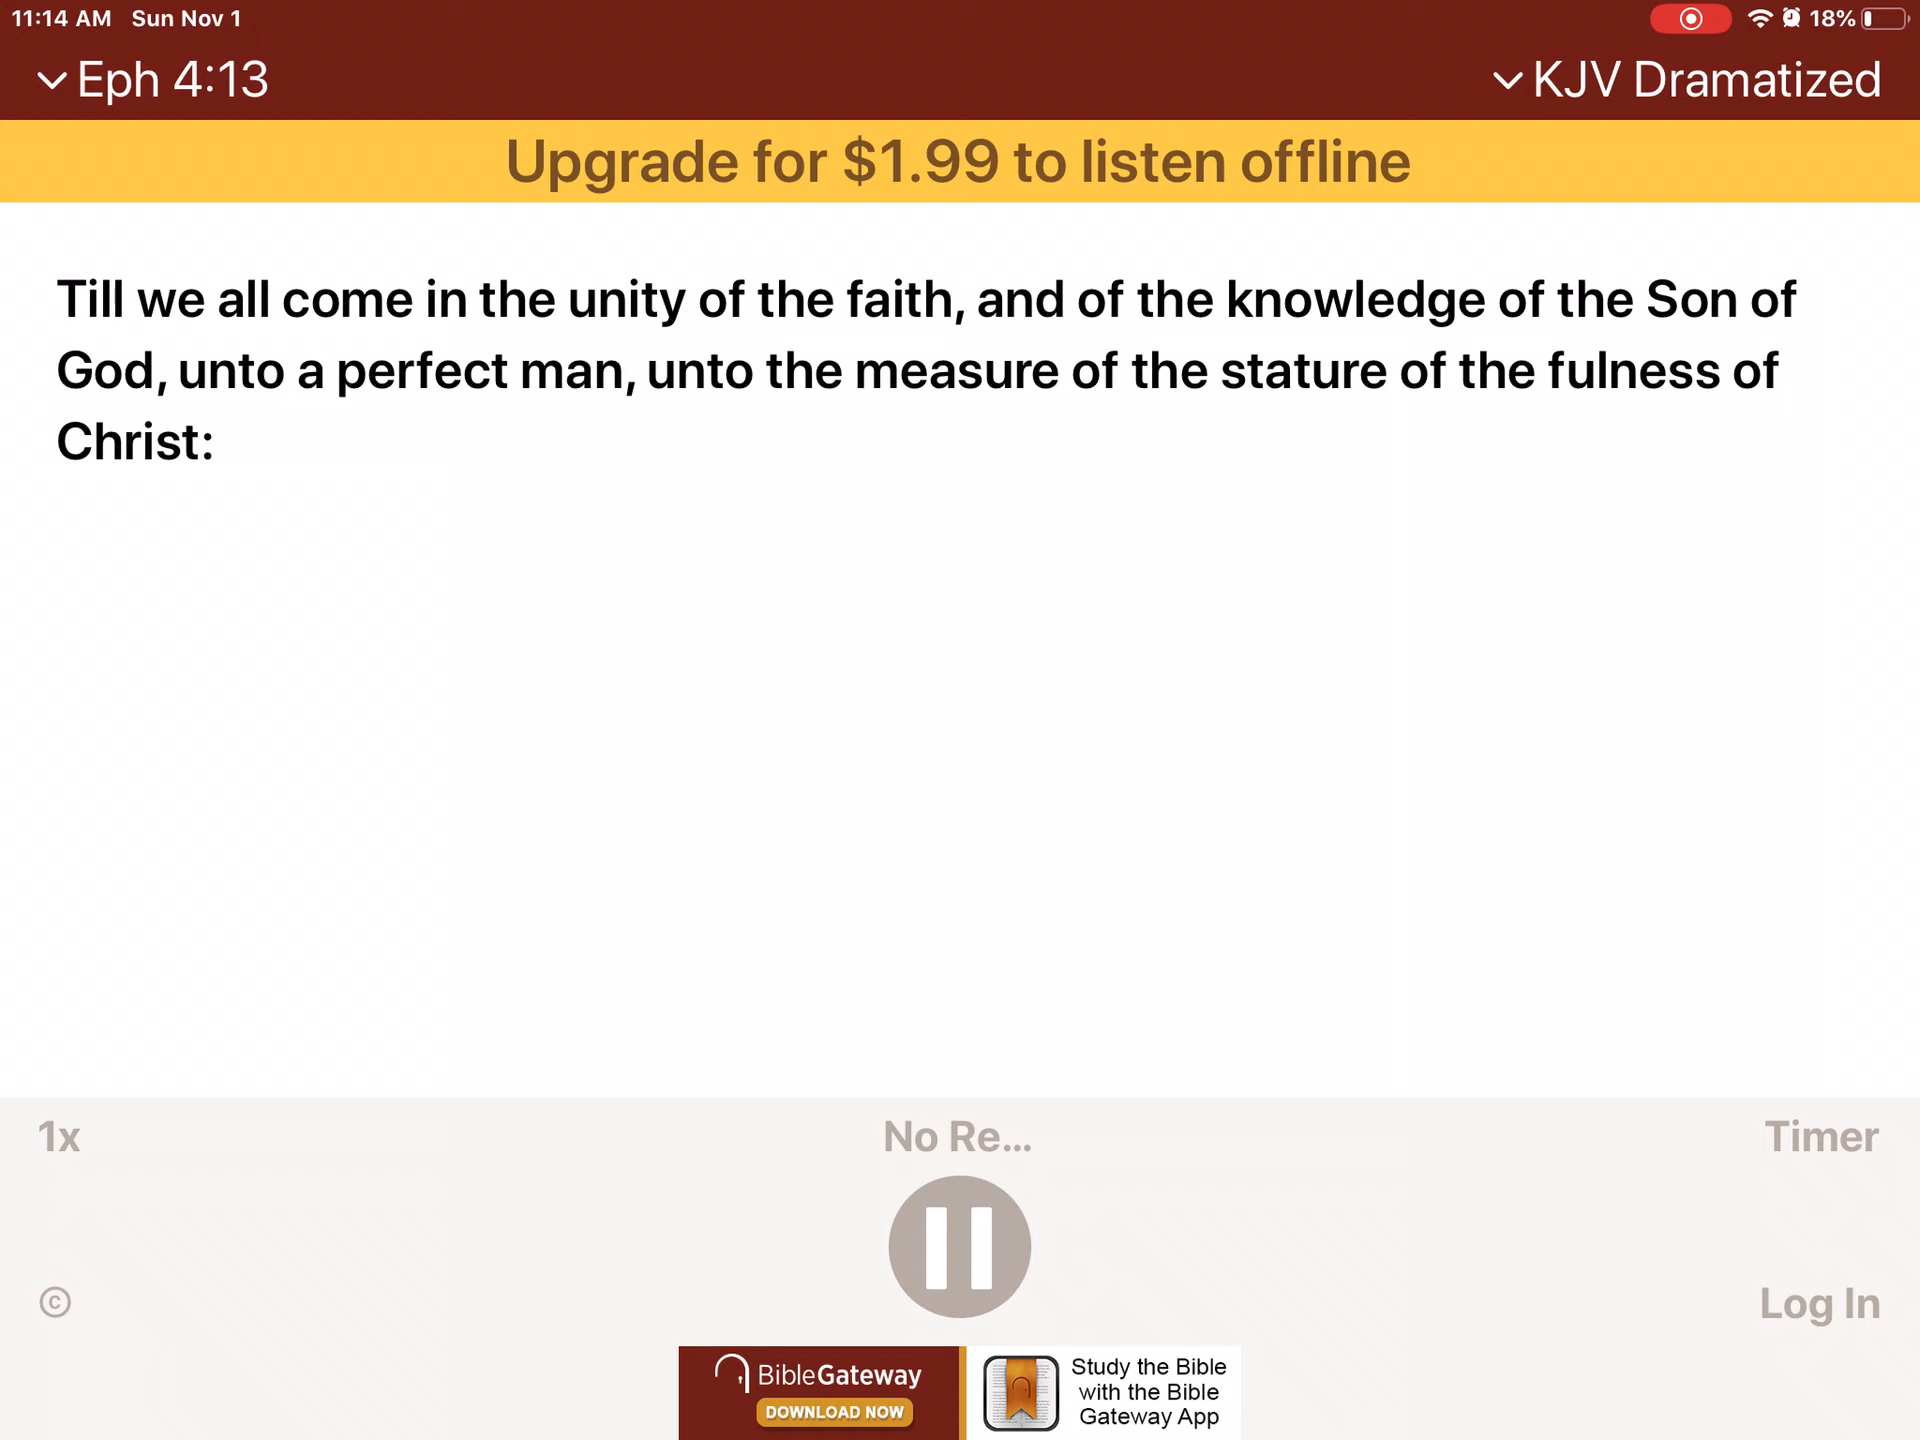 11:14 AM Sun Nov 1
18%
Eph 4:13
KJV Dramatized
Upgrade for $1.99 to listen offline
Till we all come in the unity of the faith, and of the knowledge of the Son of
God, unto a perfect man, unto the measure of the stature of the fulness of
Christ:
1x
No Re...
Timer
©
Log In
BibleGateway
DOWNLOAD NOW
Study the Bible
with the Bible
Gateway App